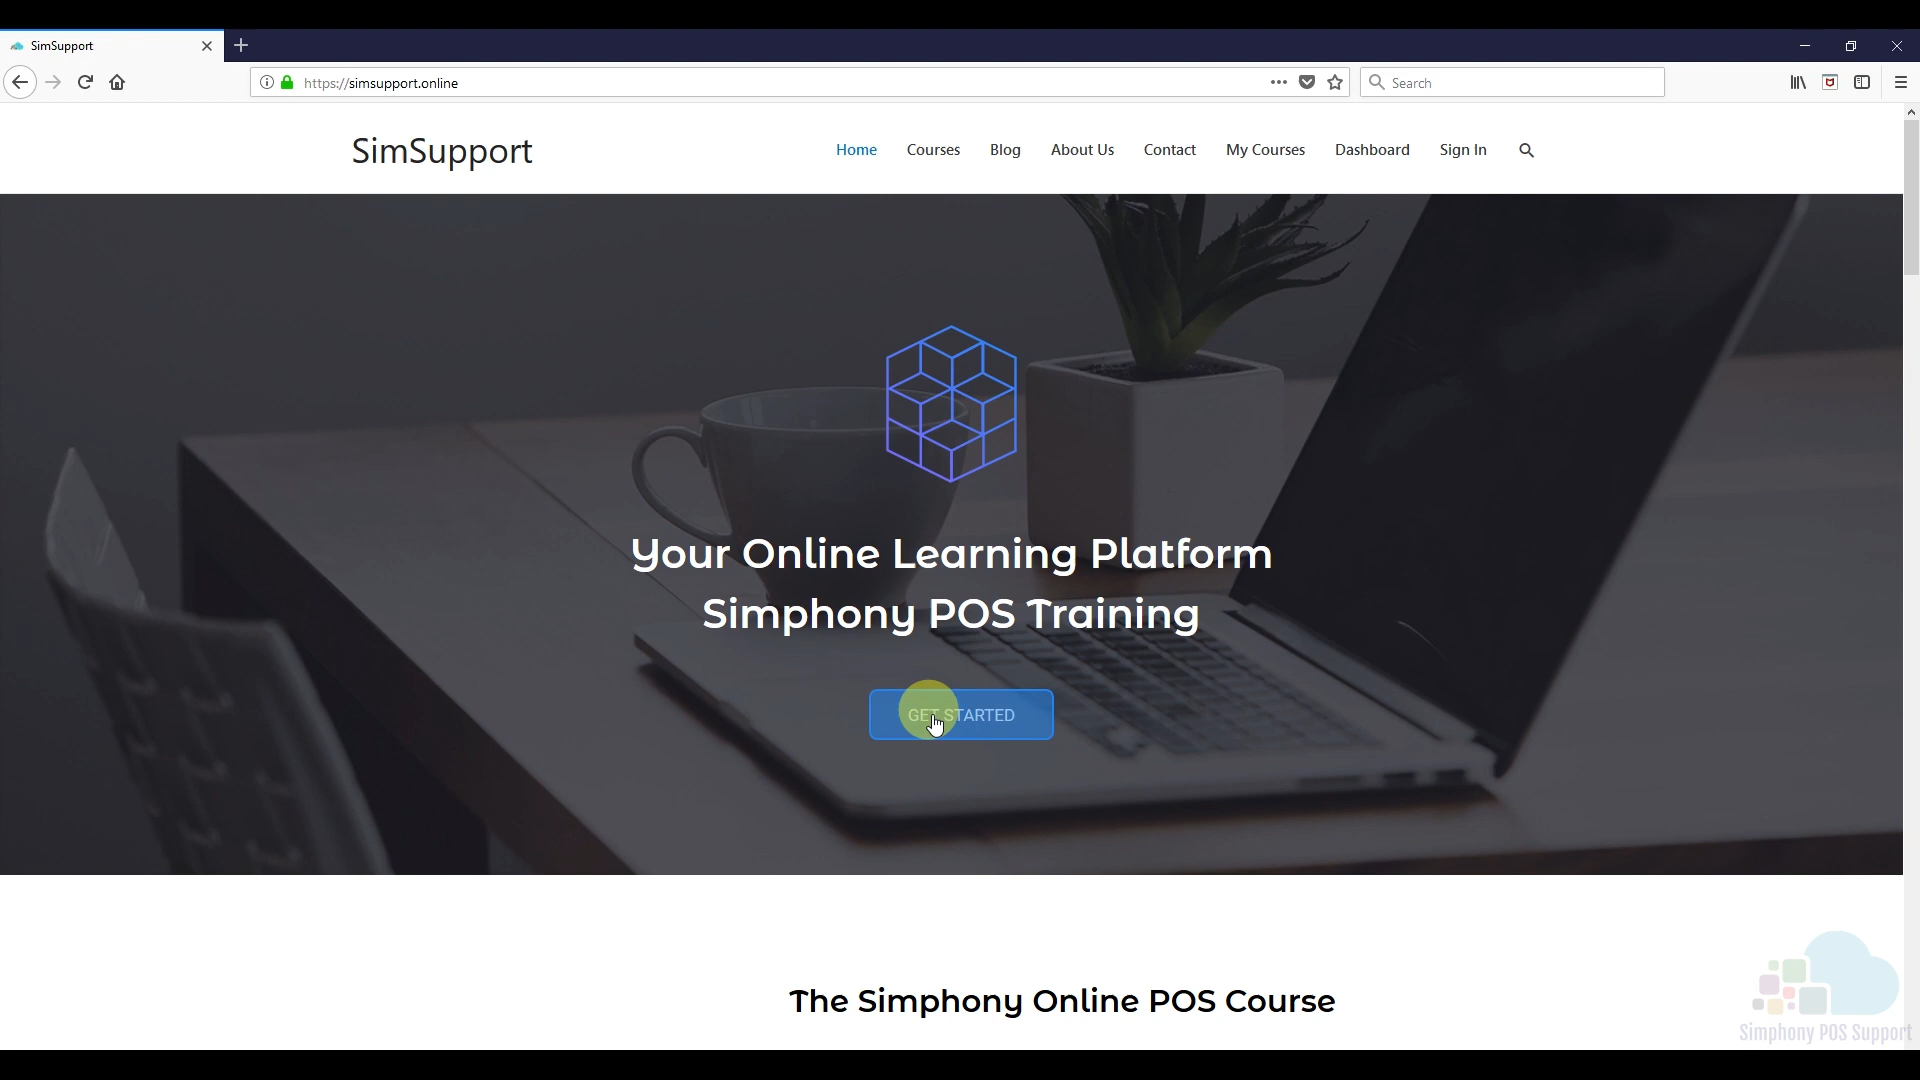 SimSupport
https://simsupport.online
Search
SimSupport
Home Courses Blog About Us Contact My Courses Dashboard Sign In
Your Online Learning Platform
Simphony POS Training
GET STARTED
The Simphony Online POS Course
Simphony POS Support